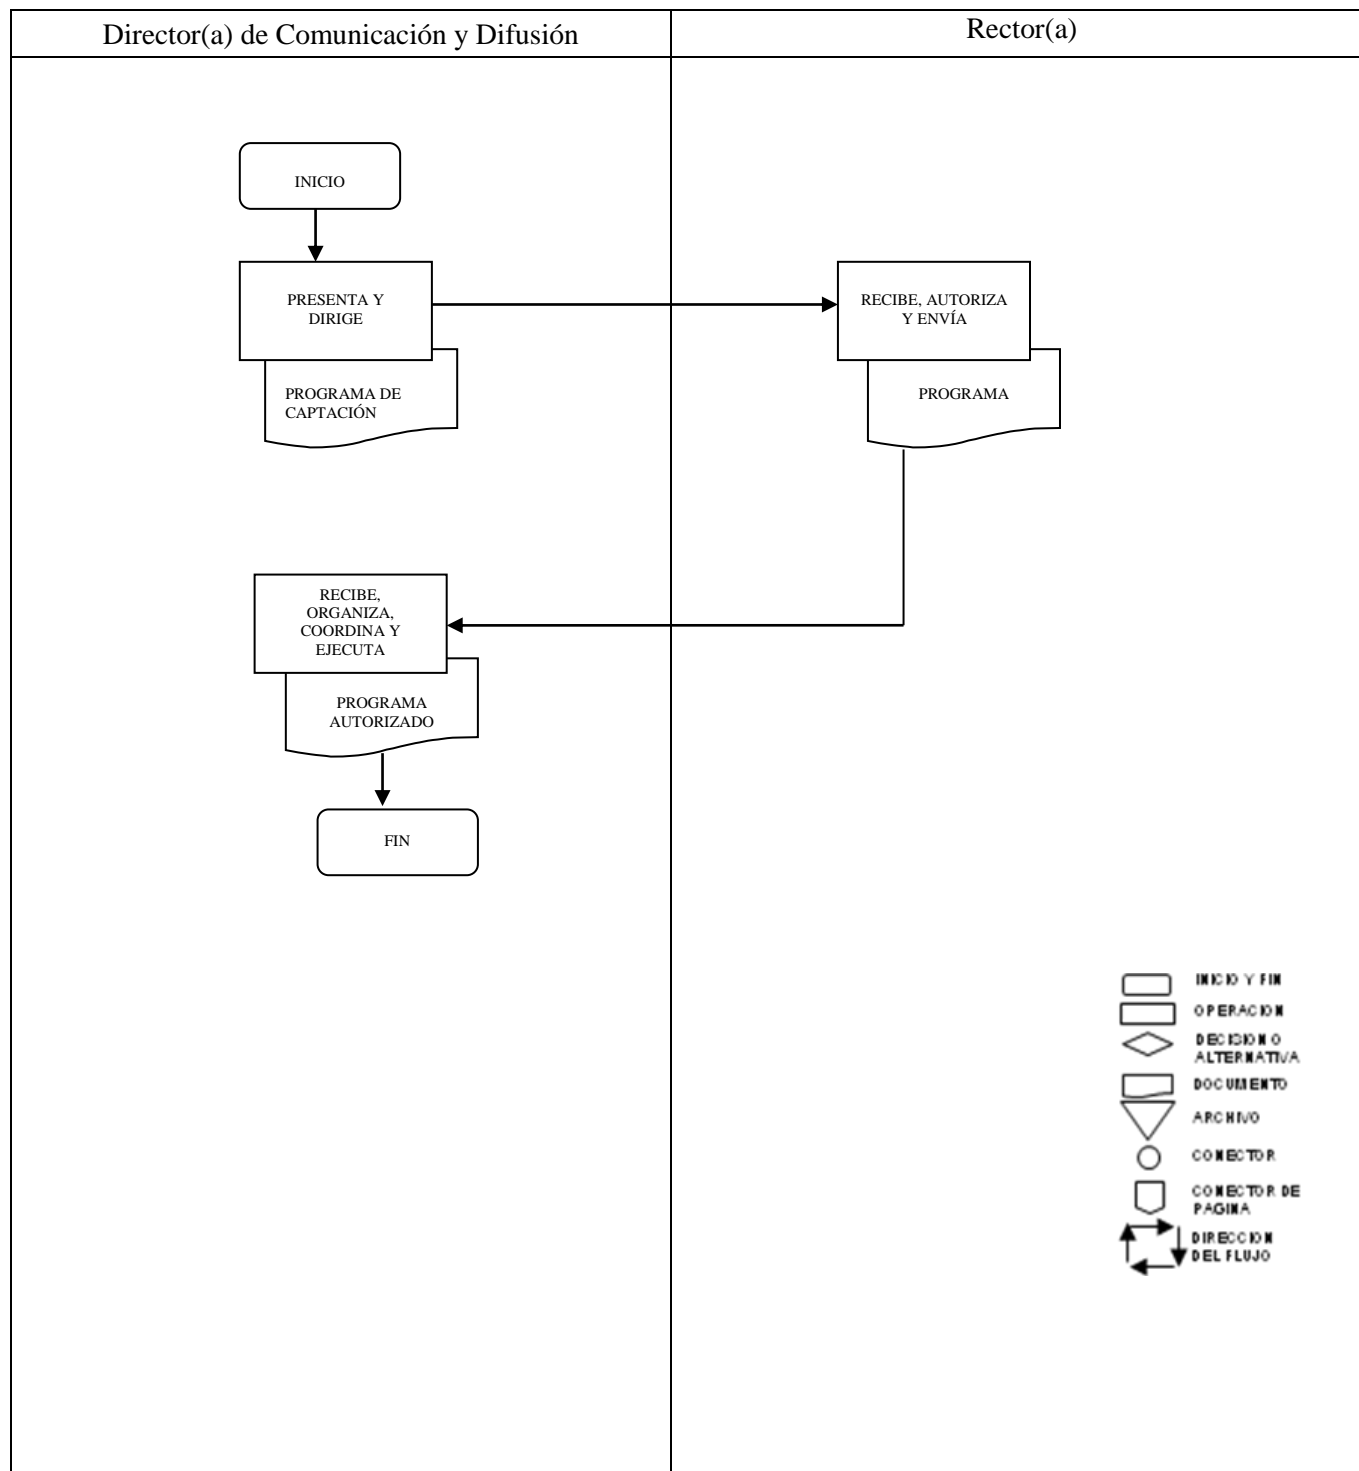 Director(a) de Comunicación y Difusión
Rector(a)
INICIO
PRESENTA Y
DIRIGE
PROGRAMA DE
CAPTACIÓN
RECIBE, AUTORIZA
Y ENVÍA
PROGRAMA
RECIBE,
ORGANIZA,
COORDINA Y
EJECUTA
PROGRAMA
AUTORIZADO
FIN
INICIO Y FIN
OPERACION
DECISION O
ALTERNATIVA
DOCUMENTO
ARCHIVO
CONECTOR
CONECTOR DE
PAGINA
DIRECCION
DEL FLUJO